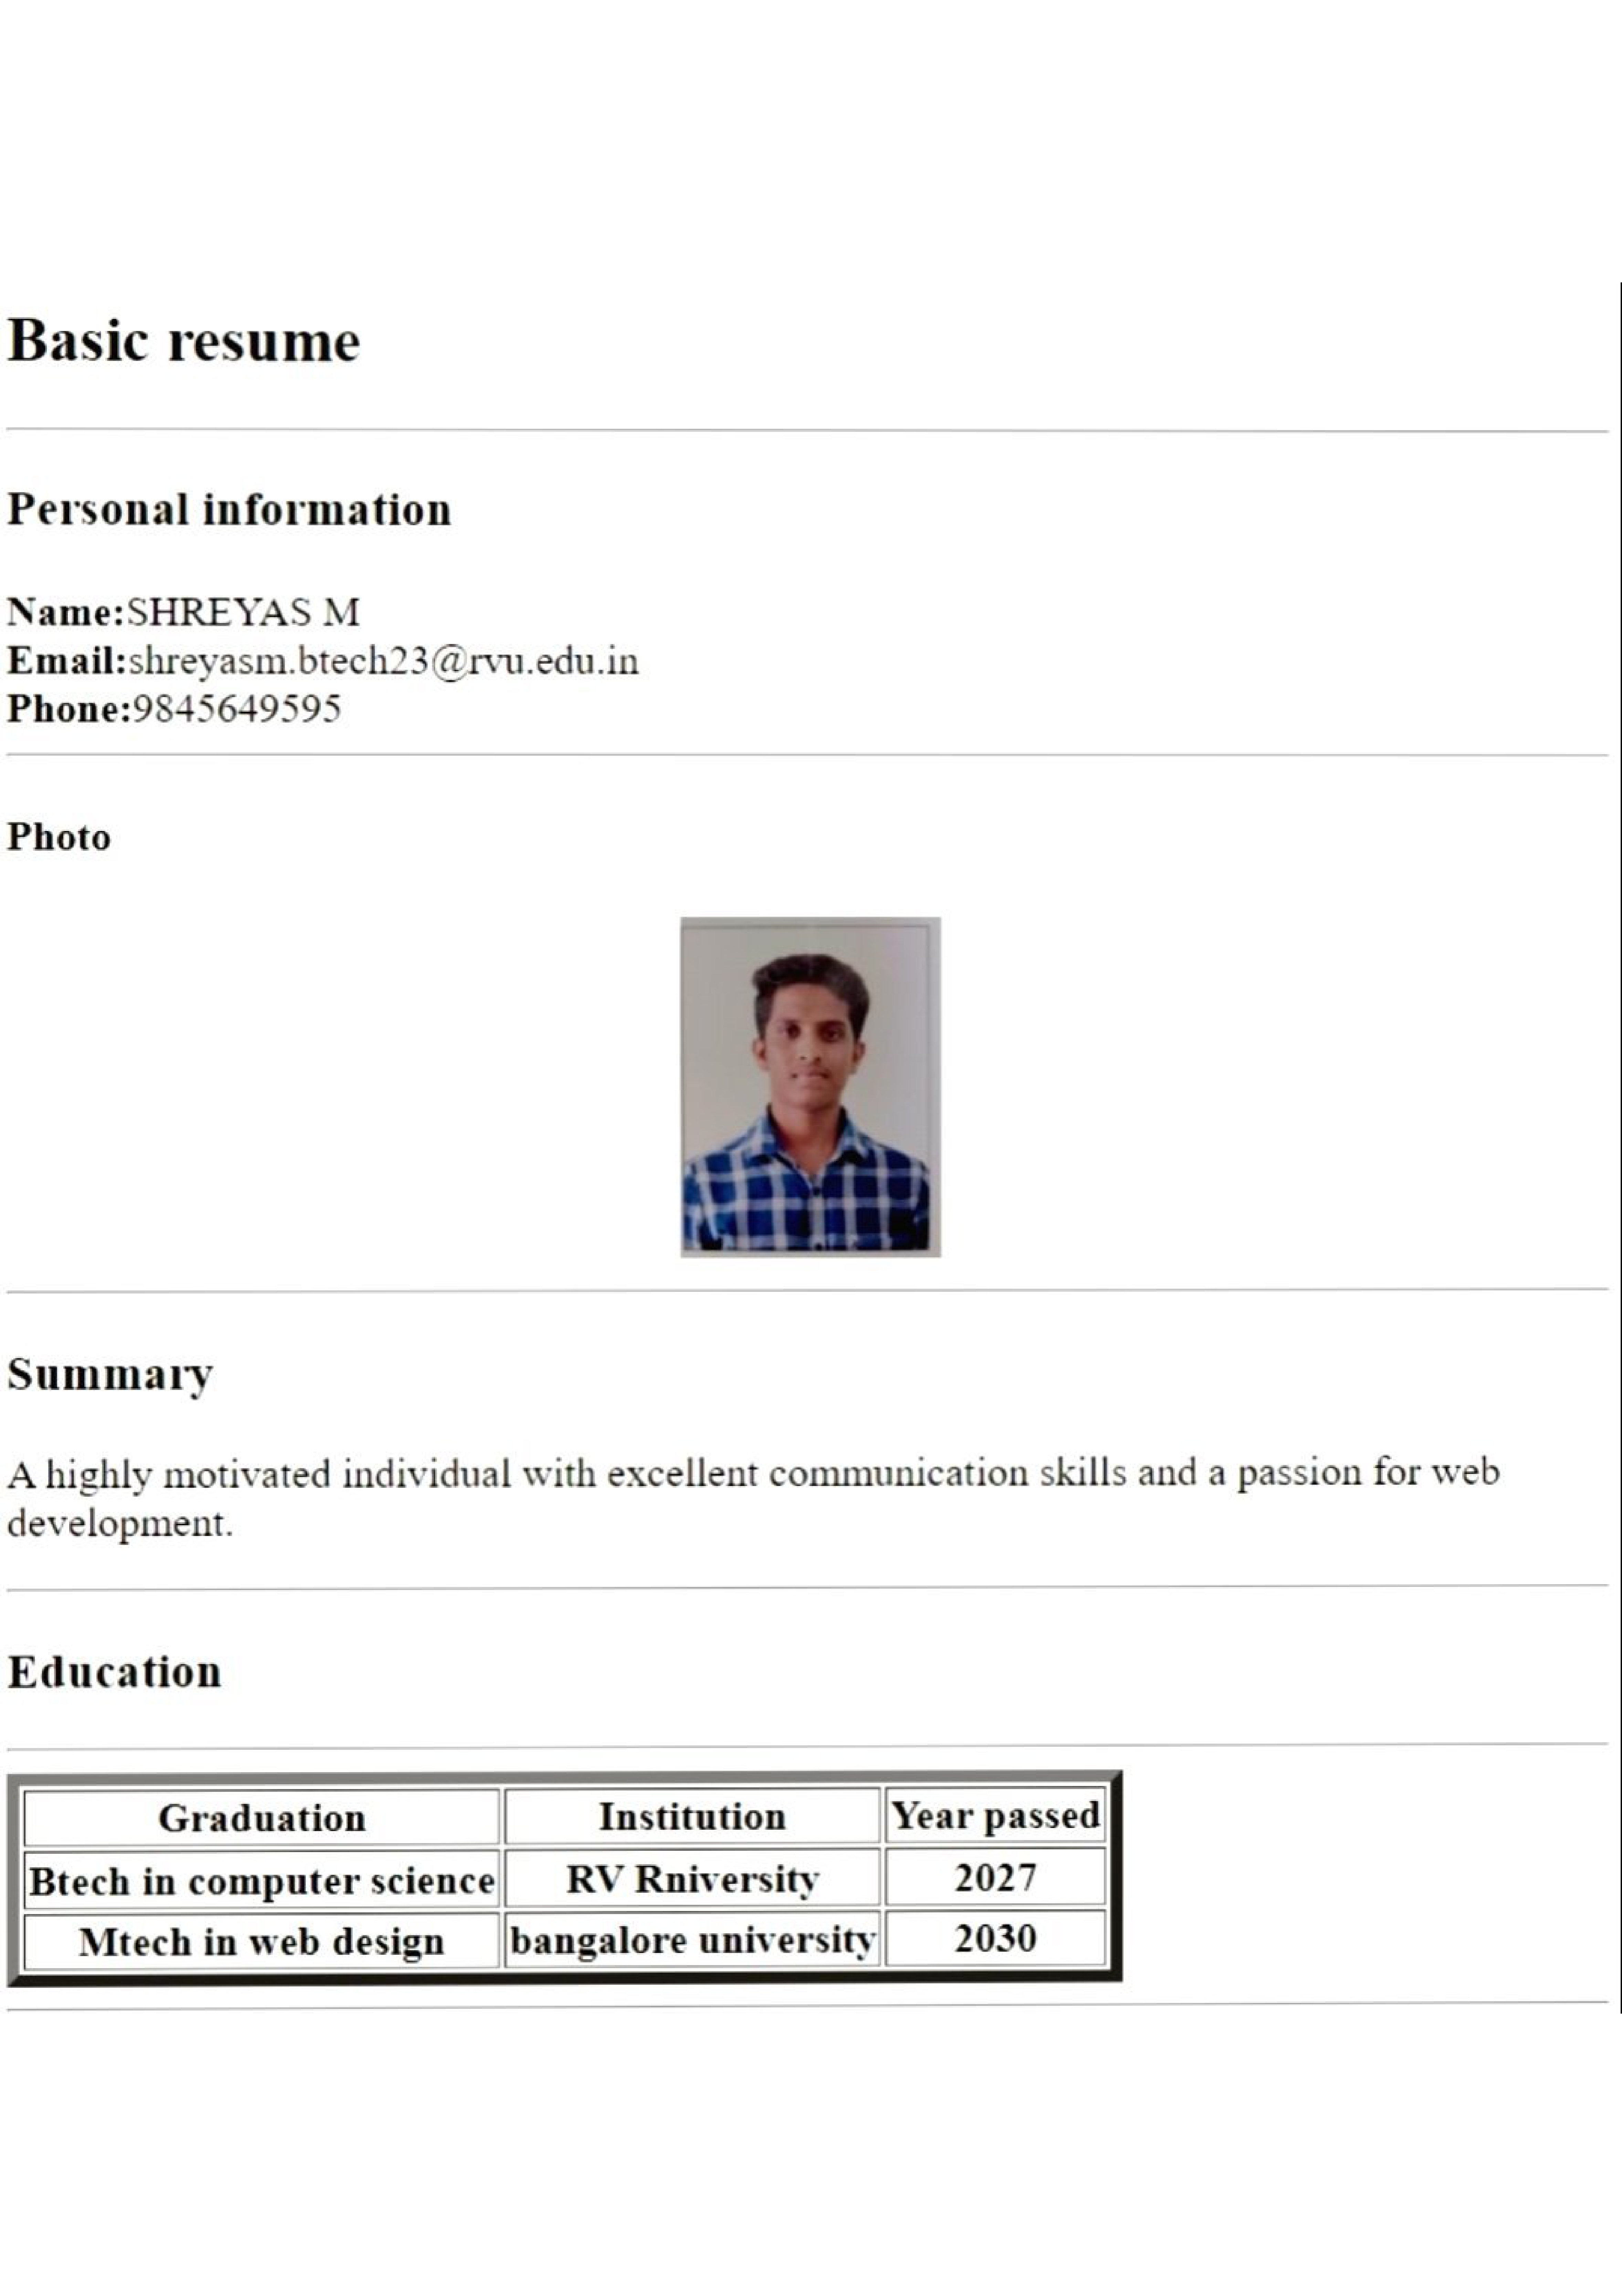 Basic resume
Personal information
Name:SHREYAS M
Email:shreyasm.btech23@rvu.edu.in
Phone:9845649595
Photo
Summary
A highly motivated individual with excellent communication skills and a passion for web
development.
Education
Graduation Institution Year passed
Btech in computer science RV Rniversity 2027
Mtech in web design bangalore university 2030